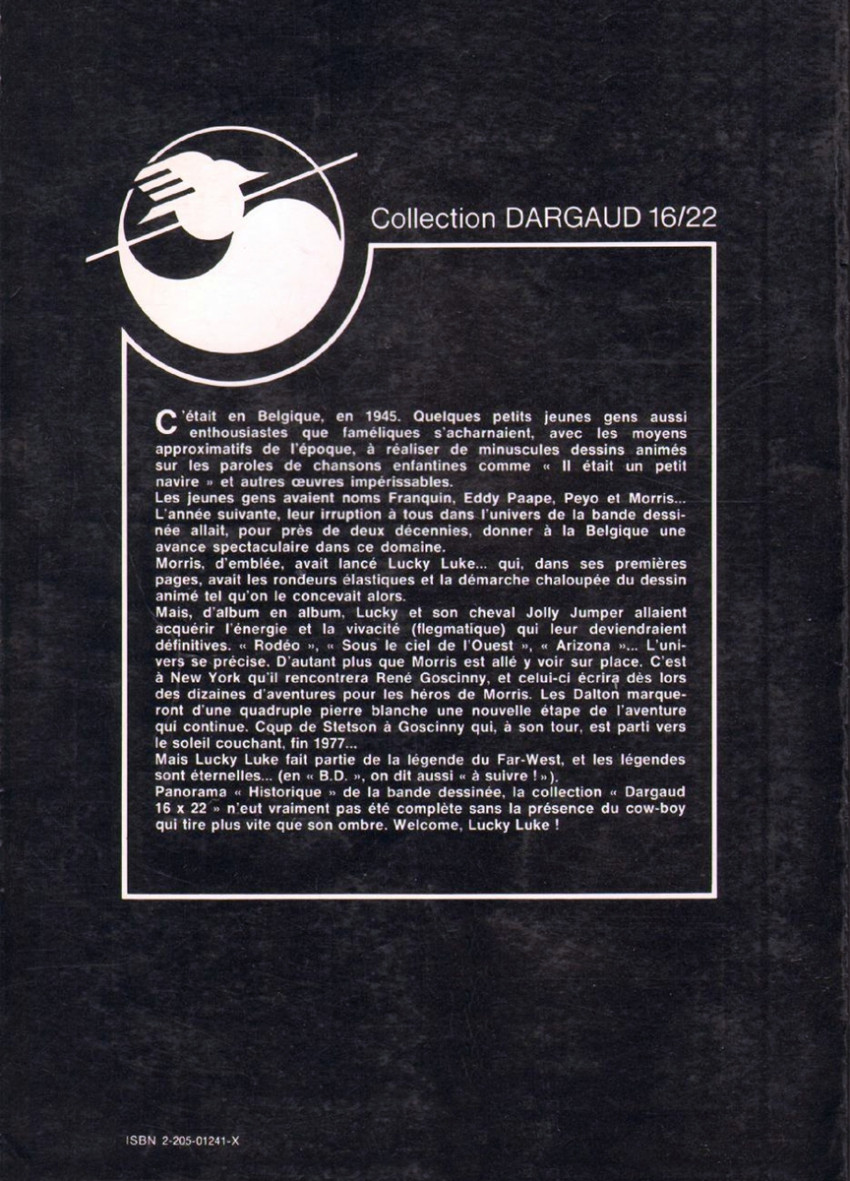 Collection DARGAUD 16/22
C'était en Belgique, en 1945. Quelques petits jeunes gens aussi
enthousiastes que faméliques s'acharnaient, avec les moyens
approximatifs de l'époque, à réaliser de minuscules dessins animés
sur les paroles de chansons enfantines comme « Il était un petit
navire » et autres œuvres impérissables.
Les jeunes gens avaient noms Franquin, Eddy Paape, Peyo et Morris...
L'année suivante, leur irruption à tous dans l'univers de la bande dessi-
née allait, pour près de deux décennies, donner à la Belgique une
avance spectaculaire dans ce domaine.
Morris, d'emblée, avait lancé Lucky Luke... qui, dans ses premières
pages, avait les rondeurs élastiques et la démarche chaloupée du dessin
animé tel qu'on le concevait alors.
Mais, d'album en album, Lucky et son cheval Jolly Jumper allaient
acquérir l'énergie et la vivacité (flegmatique) qui leur deviendraient
définitives. « Rodéo », « Sous le ciel de l'Ouest », « Arizona »... L'uni-
vers se précise. D'autant plus que Morris est allé y voir sur place. C'est
à New York qu'il rencontrera René Goscinny, et celui-ci écrira dès lors
des dizaines d'aventures pour les héros de Morris. Les Dalton marque-
ront d'une quadruple pierre blanche une nouvelle étape de l'aventure
qui continue. Coup de Stetson à Goscinny qui, à son tour, est parti vers
le soleil couchant, fin 1977...
Mais Lucky Luke fait partie de la légende du Far-West, et les légendes
sont éternelles... (en « B.D. », on dit aussi « à suivre ! »).
Panorama « Historique » de la bande dessinée, la collection « Dargaud
16 x 22 » n'eut vraiment pas été complète sans la présence du cow-boy
qui tire plus vite que son ombre. Welcome, Lucky Luke !
ISBN 2-205-01241-X